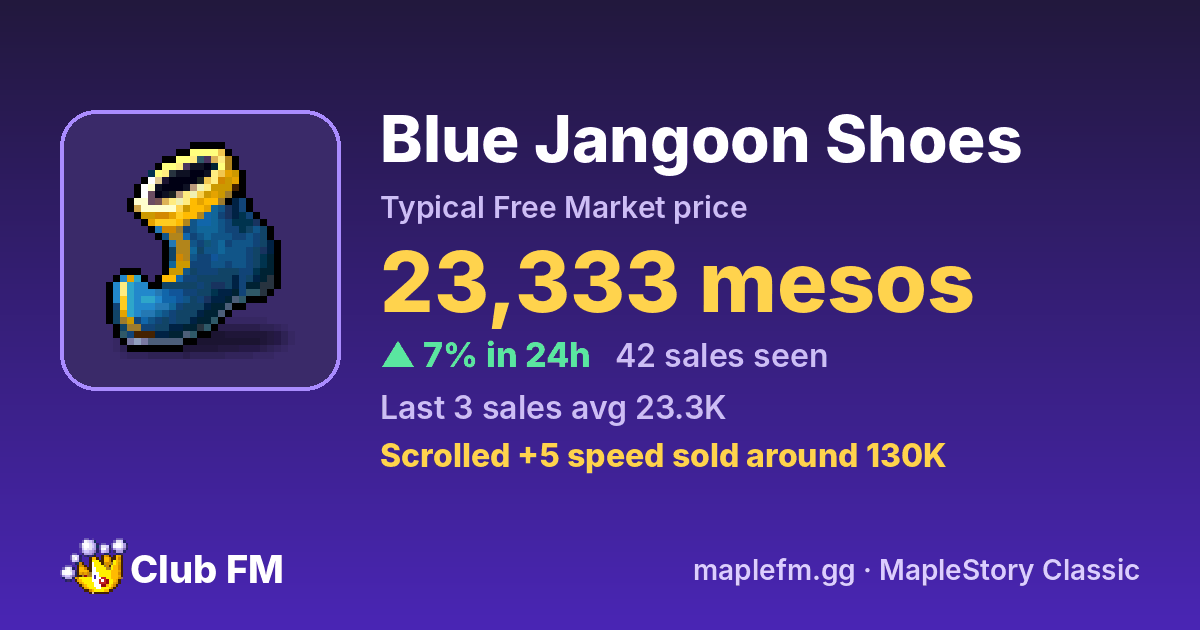 Blue Jangoon Shoes
Typical Free Market price
23,333 mesos
▲ 7% in 24h 42 sales seen
Last 3 sales avg 23.3K
Scrolled +5 speed sold around 130K
Club FM
maplefm.gg · MapleStory Classic